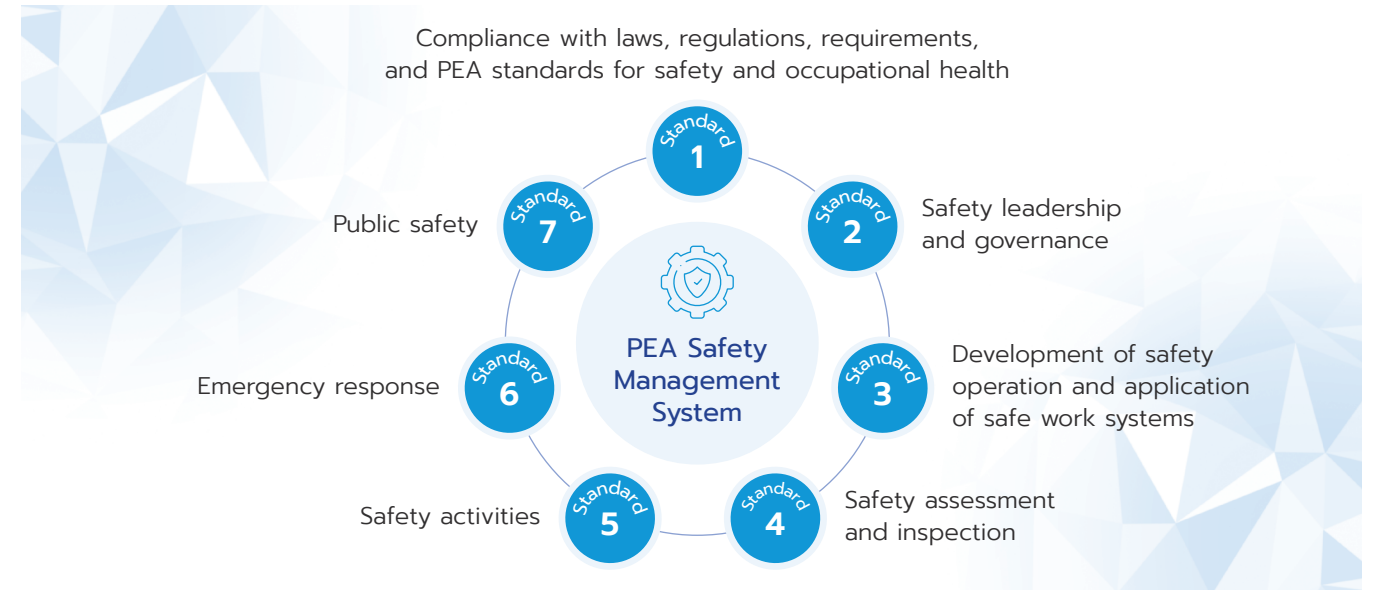 Compliance with laws, regulations, requirements,
and PEA standards for safety and occupational health
Standard
1
Standard
2
Safety leadership
and governance
Standard
3
Development of safety
operation and application
of safe work systems
Standard
4
Safety assessment
and inspection
Standard
5
Safety activities
Standard
6
Emergency response
Standard
7
Public safety
PEA Safety
Management
System